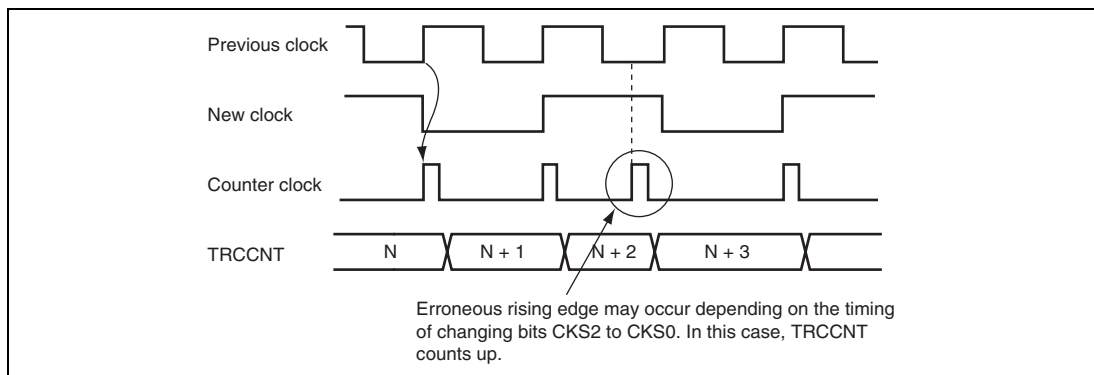 Previous clock
New clock
Counter clock
TRCCNT
N
N + 1
N + 2
N + 3
Erroneous rising edge may occur depending on the timing
of changing bits CKS2 to CKS0. In this case, TRCCNT
counts up.